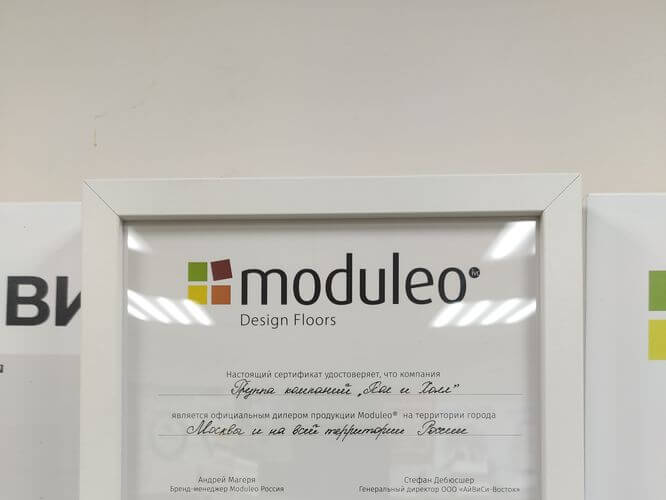 ВИ
moduleo®
ivc
Design Floors
Настоящий сертификат удостоверяет, что компания
Группа компаний „Пол и Холл"
является официальным дилером продукции Moduleo® на территории города
Москва и на всей территории России
Андрей Магеря
Стефан Дебюсшер
Бренд-менеджер Moduleo Россия
Генеральный директор ООО «АйВиСи-Восток»